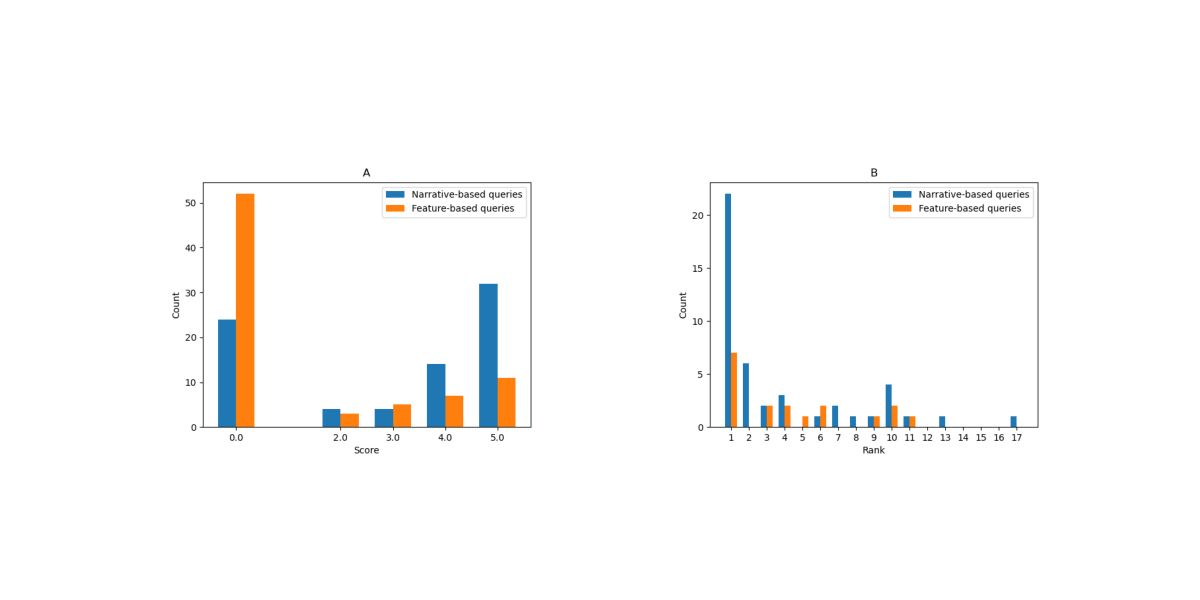 A
Count
50
40
30
20
10
0
0.0 2.0 3.0 4.0 5.0
Score
Narrative-based queries
Feature-based queries
B
Count
20
15
10
5
0
1 2 3 4 5 6 7 8 9 10 11 12 13 14 15 16 17
Rank
Narrative-based queries
Feature-based queries